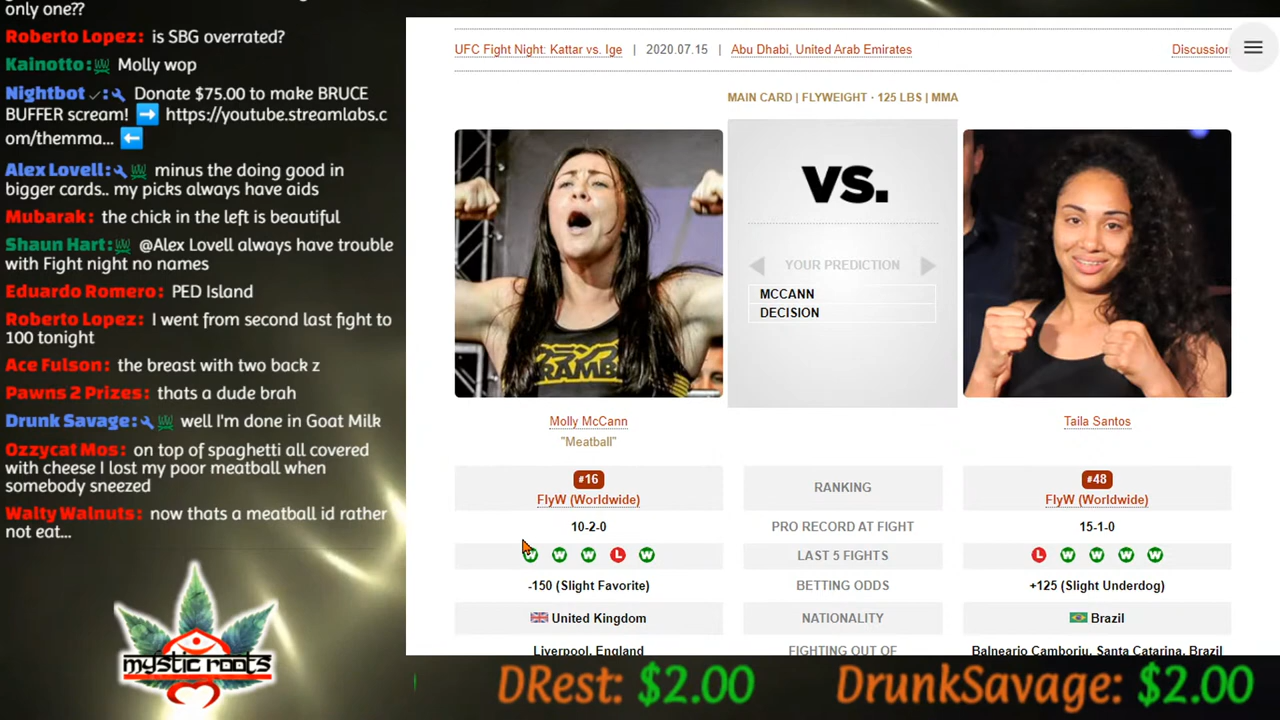 only one??
Roberto Lopez: is SBG overrated?
Kainotto: Molly wop
Nightbot ✓: Donate $75.00 to make BRUCE
BUFFER scream! ➡ https://youtube.streamlabs.c
om/themma... ⬅
Alex Lovell: minus the doing good in
bigger cards.. my picks always have aids
Mubarak: the chick in the left is beautiful
Shaun Hart: @Alex Lovell always have trouble
with Fight night no names
Eduardo Romero: PED Island
Roberto Lopez: I went from second last fight to
100 tonight
Ace Fulson: the breast with two back z
Pawns 2 Prizes: thats a dude brah
Drunk Savage: well I'm done in Goat Milk
Ozzycat Mos: on top of spaghetti all covered
with cheese I lost my poor meatball when
somebody sneezed
Walty Walnuts: now thats a meatball id rather
not eat...
mystic roots
UFC Fight Night: Kattar vs. Ige | 2020.07.15 | Abu Dhabi, United Arab Emirates
Discussion
MAIN CARD | FLYWEIGHT · 125 LBS | MMA
VS.
YOUR PREDICTION
MCCANN
DECISION
Molly McCann
"Meatball"
Taila Santos
#16
FlyW (Worldwide)
RANKING
#48
FlyW (Worldwide)
10-2-0 PRO RECORD AT FIGHT 15-1-0
W W W L W LAST 5 FIGHTS L W W W W
-150 (Slight Favorite) BETTING ODDS +125 (Slight Underdog)
United Kingdom NATIONALITY Brazil
Liverpool, England FIGHTING OUT OF Balneario Camboriu, Santa Catarina, Brazil
DRest: $2.00 DrunkSavage: $2.00